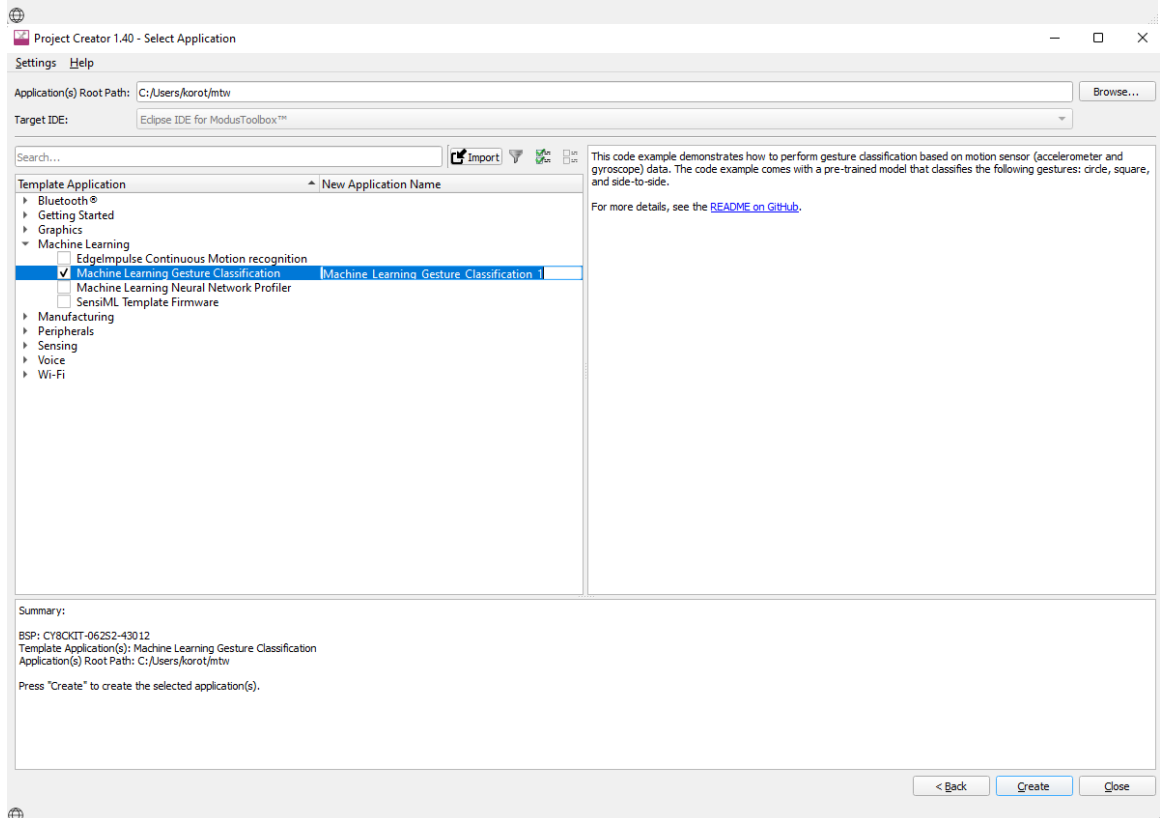 Project Creator 1.40 - Select Application
Settings Help
Application(s) Root Path: C:/Users/korot/mtw Browse...
Target IDE: Eclipse IDE for ModusToolbox™
Search... Import
Template Application New Application Name
Bluetooth®
Getting Started
Graphics
Machine Learning
EdgeImpulse Continuous Motion recognition
Machine Learning Gesture Classification Machine_Learning_Gesture_Classification_1
Machine Learning Neural Network Profiler
SensiML Template Firmware
Manufacturing
Peripherals
Sensing
Voice
Wi-Fi
This code example demonstrates how to perform gesture classification based on motion sensor (accelerometer and
gyroscope) data. The code example comes with a pre-trained model that classifies the following gestures: circle, square,
and side-to-side.
For more details, see the README on GitHub.
Summary:
BSP: CY8CKIT-062S2-43012
Template Application(s): Machine Learning Gesture Classification
Application(s) Root Path: C:/Users/korot/mtw
Press "Create" to create the selected application(s).
< Back Create Close